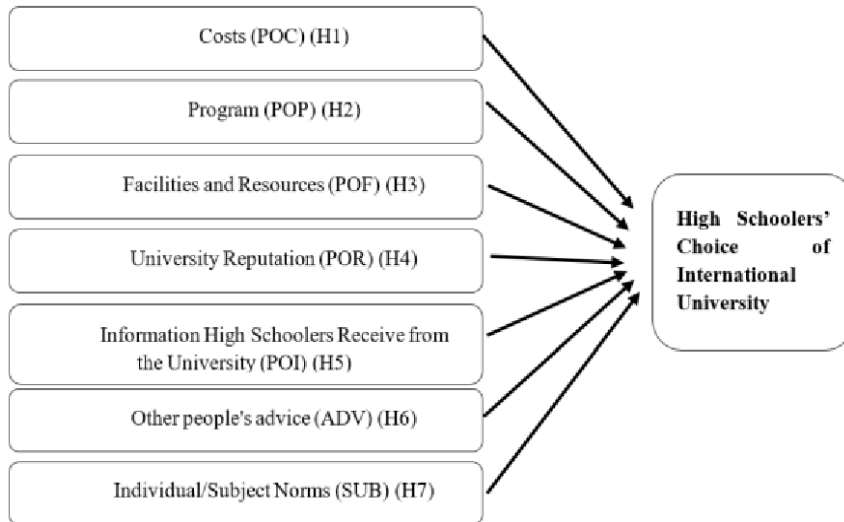 Costs (POC) (H1)
Program (POP) (H2)
Facilities and Resources (POF) (H3)
University Reputation (POR) (H4)
Information High Schoolers Receive from
the University (POI) (H5)
Other people's advice (ADV) (H6)
Individual/Subject Norms (SUB) (H7)
High Schoolers’
Choice of
International
University